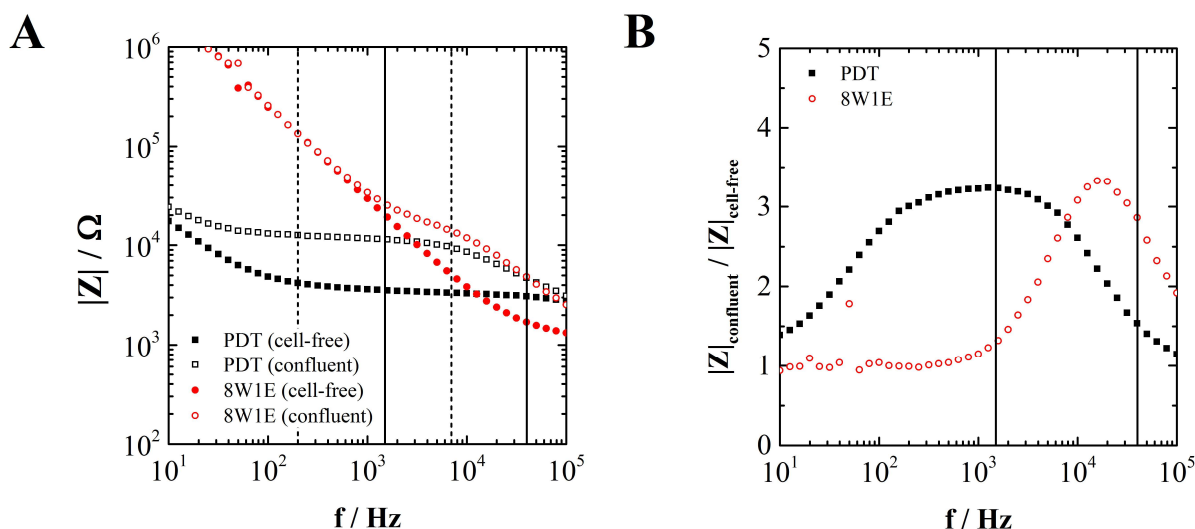 A
10^6
10^5
10^4
10^3
10^2
|Z| / Ω
PDT (cell-free)
PDT (confluent)
8W1E (cell-free)
8W1E (confluent)
10^1 10^2 10^3 10^4 10^5
f / Hz
B
5
4
3
2
1
0
|Z|confluent / |Z|cell-free
PDT
8W1E
10^1 10^2 10^3 10^4 10^5
f / Hz